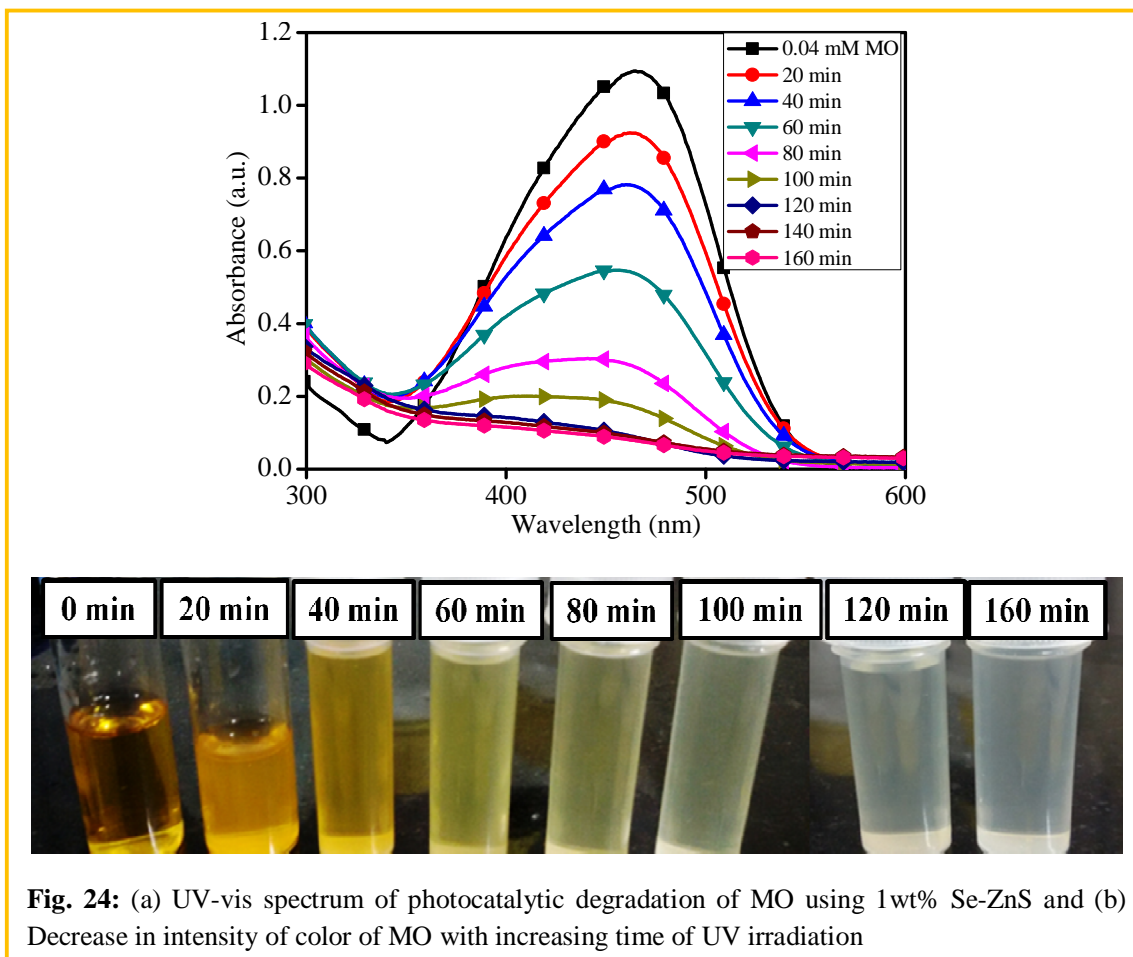 1.2
1.0
0.8
0.6
0.4
0.2
0.0
Absorbance (a.u.)
300
400
500
600
Wavelength (nm)
0.04 mM MO
20 min
40 min
60 min
80 min
100 min
120 min
140 min
160 min
0 min
20 min
40 min
60 min
80 min
100 min
120 min
160 min
Fig. 24: (a) UV-vis spectrum of photocatalytic degradation of MO using 1wt% Se-ZnS and (b)
Decrease in intensity of color of MO with increasing time of UV irradiation